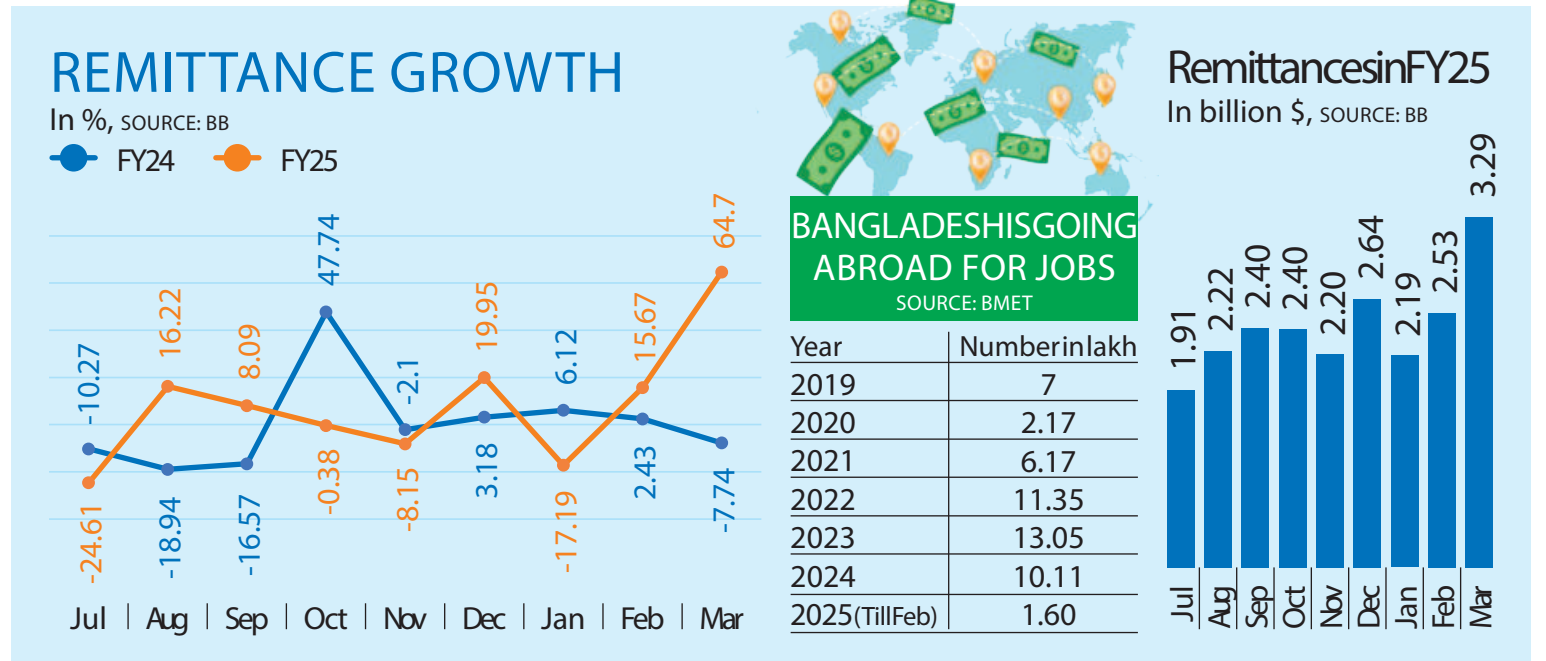 REMITTANCE GROWTH
In %, SOURCE: BB
FY24 FY25
-10.27
-18.94
-16.57
47.74
-2.1
3.18
6.12
2.43
-7.74
-24.61
16.22
8.09
-0.38
-8.15
19.95
-17.19
15.67
64.7
Jul Aug Sep Oct Nov Dec Jan Feb Mar
BANGLADESHISGOING
ABROAD FOR JOBS
SOURCE: BMET
Year Numberinlakh
2019 7
2020 2.17
2021 6.17
2022 11.35
2023 13.05
2024 10.11
2025(TillFeb) 1.60
RemittancesinFY25
In billion $, SOURCE: BB
1.91
2.22
2.40
2.40
2.20
2.64
2.19
2.53
3.29
Jul
Aug
Sep
Oct
Nov
Dec
Jan
Feb
Mar